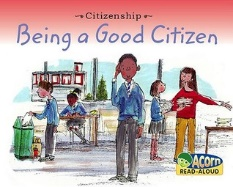 Citizenship
Being a Good Citizen
Acorn
READ-ALOUD